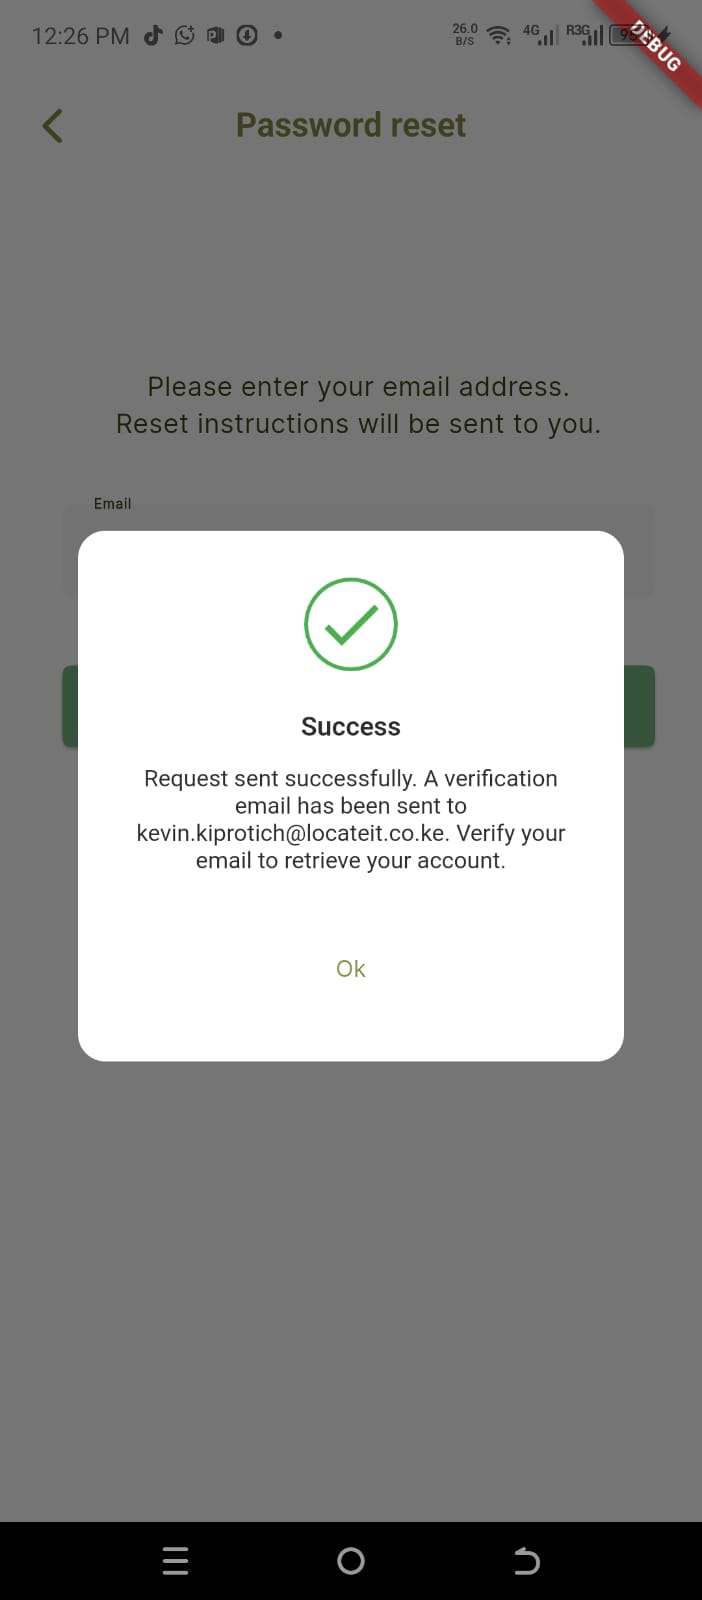 12:26 PM
26.0
B/S
4G
R3G
DEBUG
Password reset
Please enter your email address.
Reset instructions will be sent to you.
Email
Success
Request sent successfully. A verification
email has been sent to
kevin.kiprotich@locateit.co.ke. Verify your
email to retrieve your account.
Ok